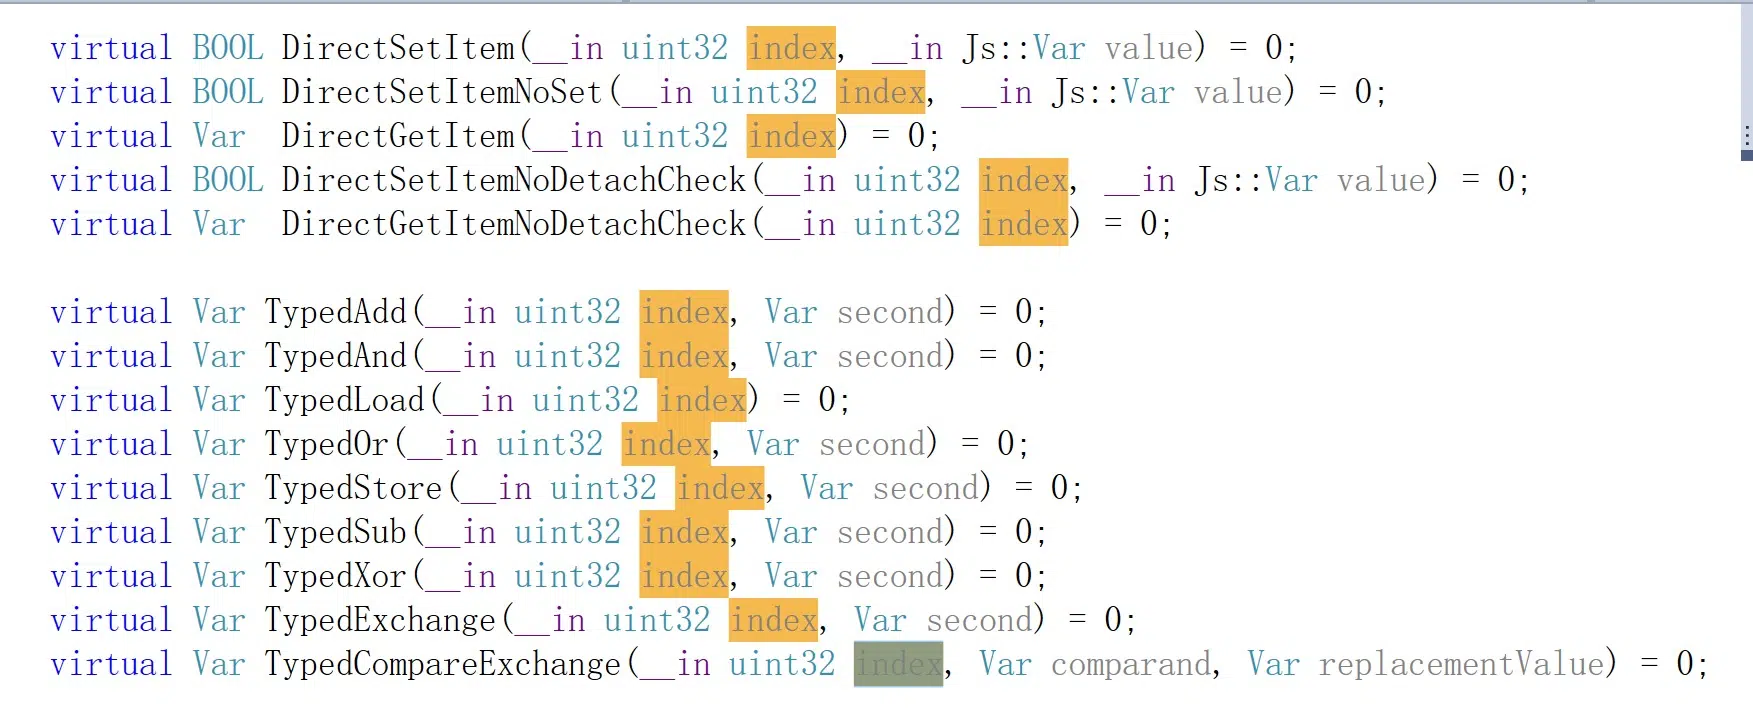 virtual BOOL DirectSetItem(__in uint32 index, __in Js::Var value) = 0;
virtual BOOL DirectSetItemNoSet(__in uint32 index, __in Js::Var value) = 0;
virtual Var  DirectGetItem(__in uint32 index) = 0;
virtual BOOL DirectSetItemNoDetachCheck(__in uint32 index, __in Js::Var value) = 0;
virtual Var  DirectGetItemNoDetachCheck(__in uint32 index) = 0;
virtual Var TypedAdd(__in uint32 index, Var second) = 0;
virtual Var TypedAnd(__in uint32 index, Var second) = 0;
virtual Var TypedLoad(__in uint32 index) = 0;
virtual Var TypedOr(__in uint32 index, Var second) = 0;
virtual Var TypedStore(__in uint32 index, Var second) = 0;
virtual Var TypedSub(__in uint32 index, Var second) = 0;
virtual Var TypedXor(__in uint32 index, Var second) = 0;
virtual Var TypedExchange(__in uint32 index, Var second) = 0;
virtual Var TypedCompareExchange(__in uint32 index, Var comparand, Var replacementValue) = 0;